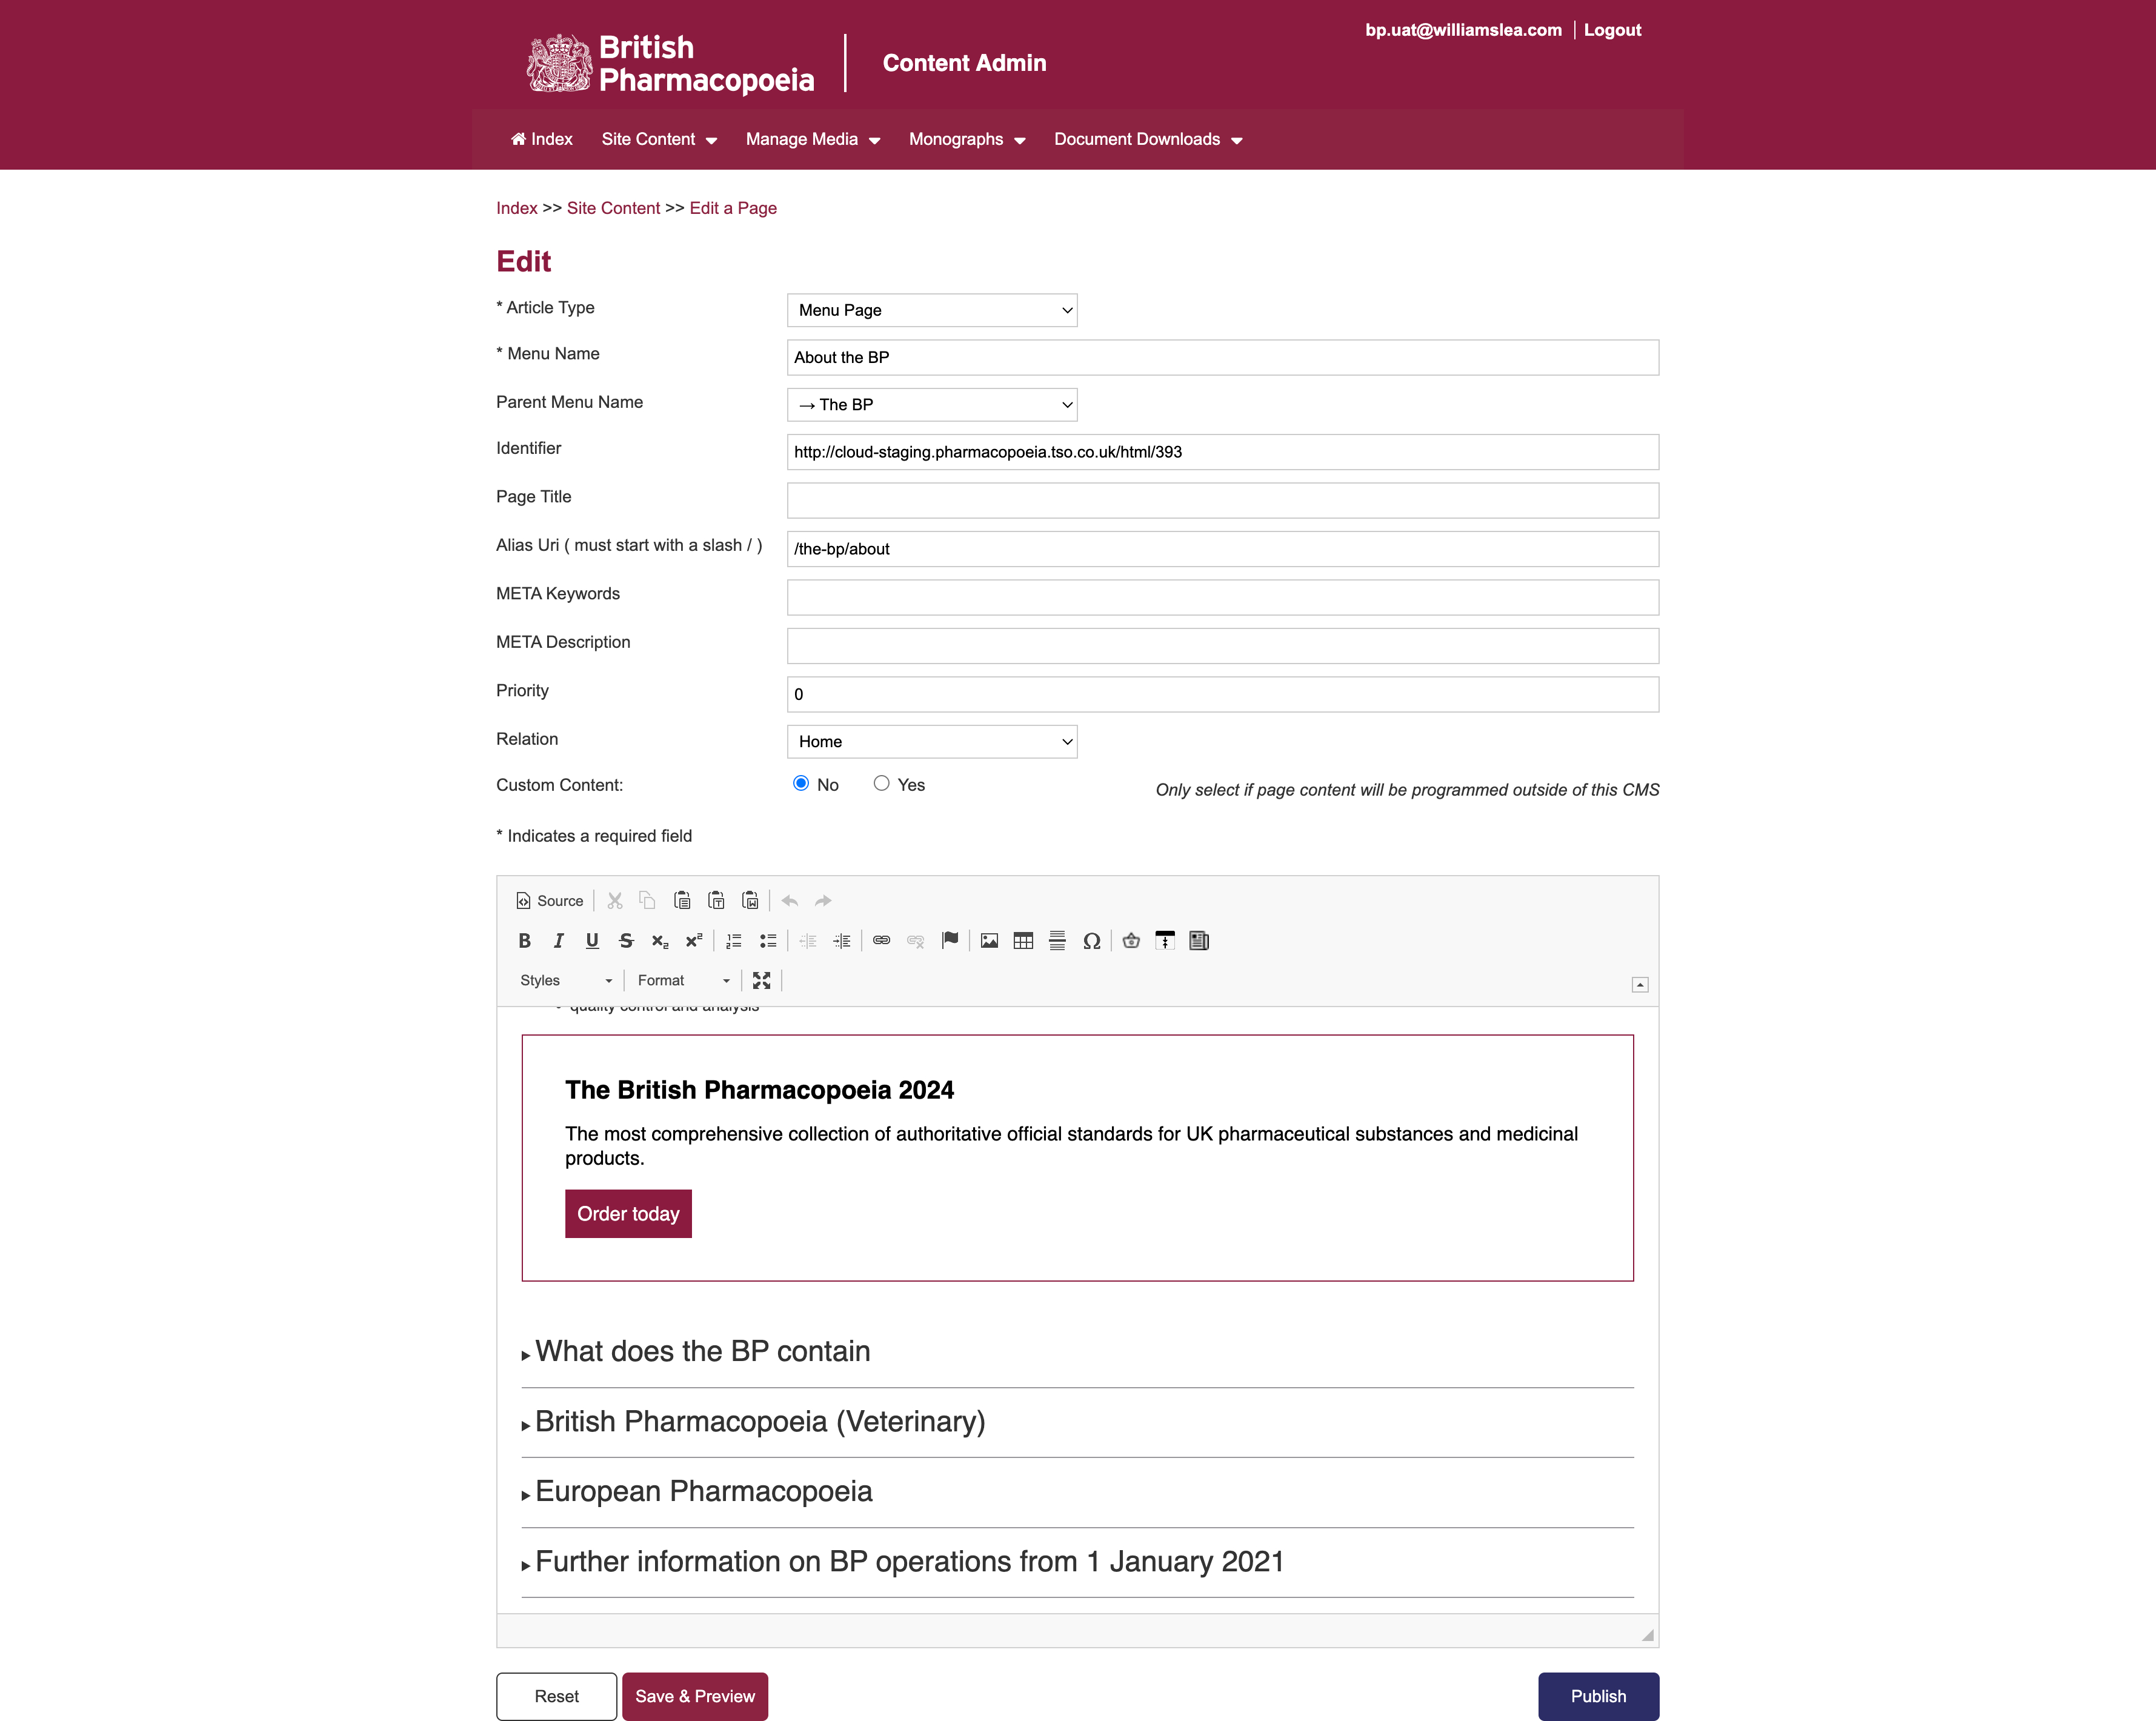 bp.uat@williamslea.com | Logout
British
Pharmacopoeia
Content Admin
Index Site Content Manage Media Monographs Document Downloads
Index >> Site Content >> Edit a Page
Edit
* Article Type Menu Page
* Menu Name About the BP
Parent Menu Name → The BP
Identifier http://cloud-staging.pharmacopoeia.tso.co.uk/html/393
Page Title
Alias Uri ( must start with a slash / ) /the-bp/about
META Keywords
META Description
Priority 0
Relation Home
Custom Content: No Yes Only select if page content will be programmed outside of this CMS
* Indicates a required field
Source
Styles Format
quality control and analysis
The British Pharmacopoeia 2024
The most comprehensive collection of authoritative official standards for UK pharmaceutical substances and medicinal
products.
Order today
What does the BP contain
British Pharmacopoeia (Veterinary)
European Pharmacopoeia
Further information on BP operations from 1 January 2021
Reset Save & Preview Publish